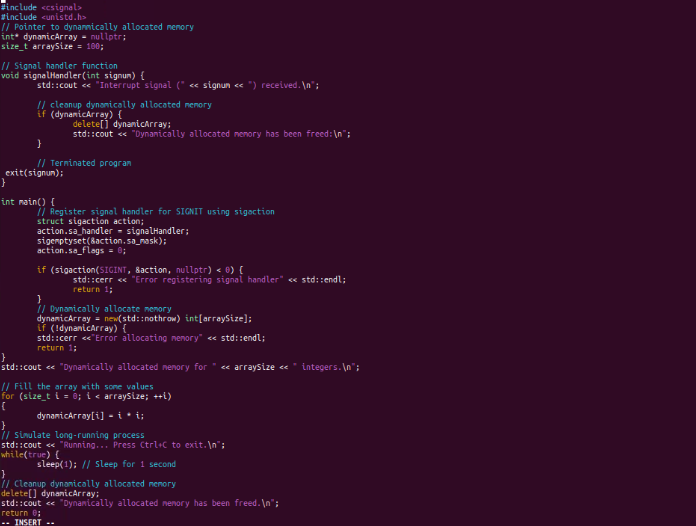 #include <csignal>
#include <unistd.h>
// Pointer to dynammically allocated memory
int* dynamicArray = nullptr;
size_t arraySize = 100;

// Signal handler function
void signalHandler(int signum) {
        std::cout << "Interrupt signal (" << signum << ") received.\n";

        // cleanup dynamically allocated memory
        if (dynamicArray) {
                delete[] dynamicArray;
                std::cout << "Dynamically allocated memory has been freed:\n";
        }

        // Terminated program
 exit(signum);
}

int main() {
        // Register signal handler for SIGNIT using sigaction
        struct sigaction action;
        action.sa_handler = signalHandler;
        sigemptyset(&action.sa_mask);
        action.sa_flags = 0;

        if (sigaction(SIGINT, &action, nullptr) < 0) {
                std::cerr << "Error registering signal handler" << std::endl;
                return 1;
        }
        // Dynamically allocate memory
        dynamicArray = new(std::nothrow) int[arraySize];
        if (!dynamicArray) {
        std::cerr <<"Error allocating memory" << std::endl;
        return 1;
}
std::cout << "Dynamically allocated memory for " << arraySize << " integers.\n";

// Fill the array with some values
for (size_t i = 0; i < arraySize; ++i)
{
        dynamicArray[i] = i * i;
}
// Simulate long-running process
std::cout << "Running... Press Ctrl+C to exit.\n";
while(true) {
        sleep(1); // Sleep for 1 second
}
// Cleanup dynamically allocated memory
delete[] dynamicArray;
std::cout << "Dynamically allocated memory has been freed.\n";
return 0;
-- INSERT --